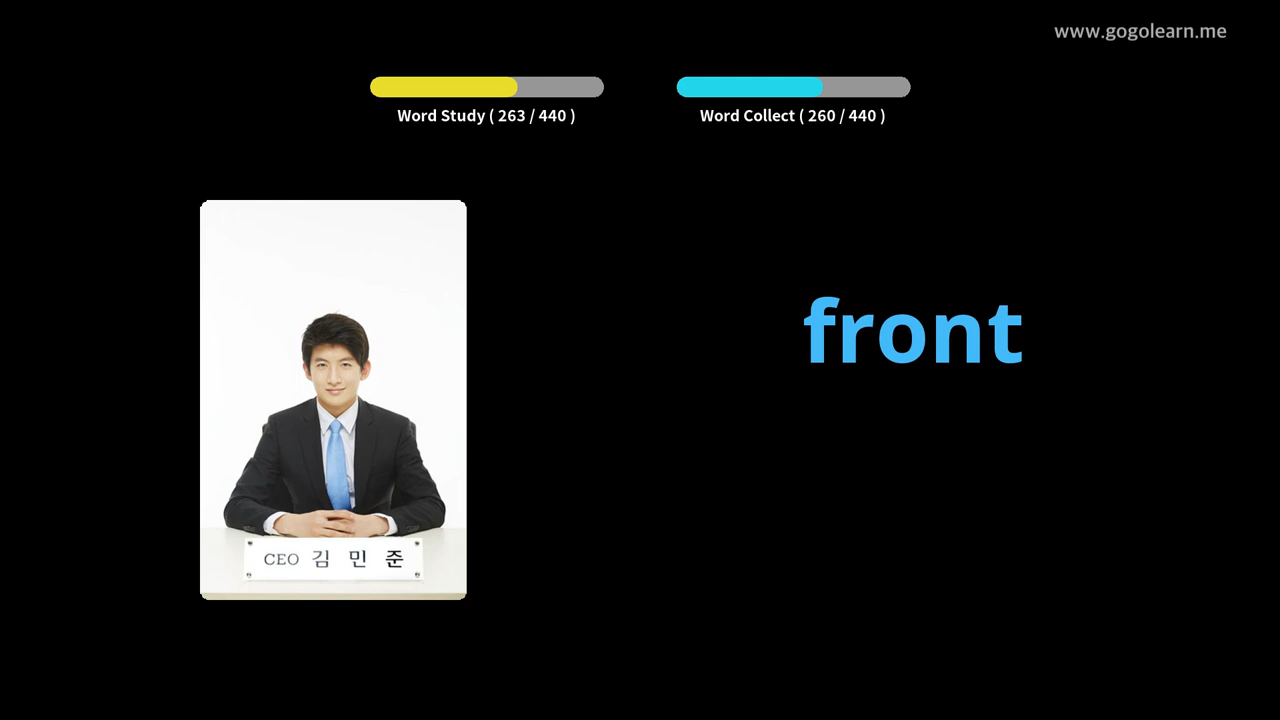 www.gogolearn.me
Word Study ( 263 / 440 )
Word Collect ( 260 / 440 )
front
CEO 김 민 준